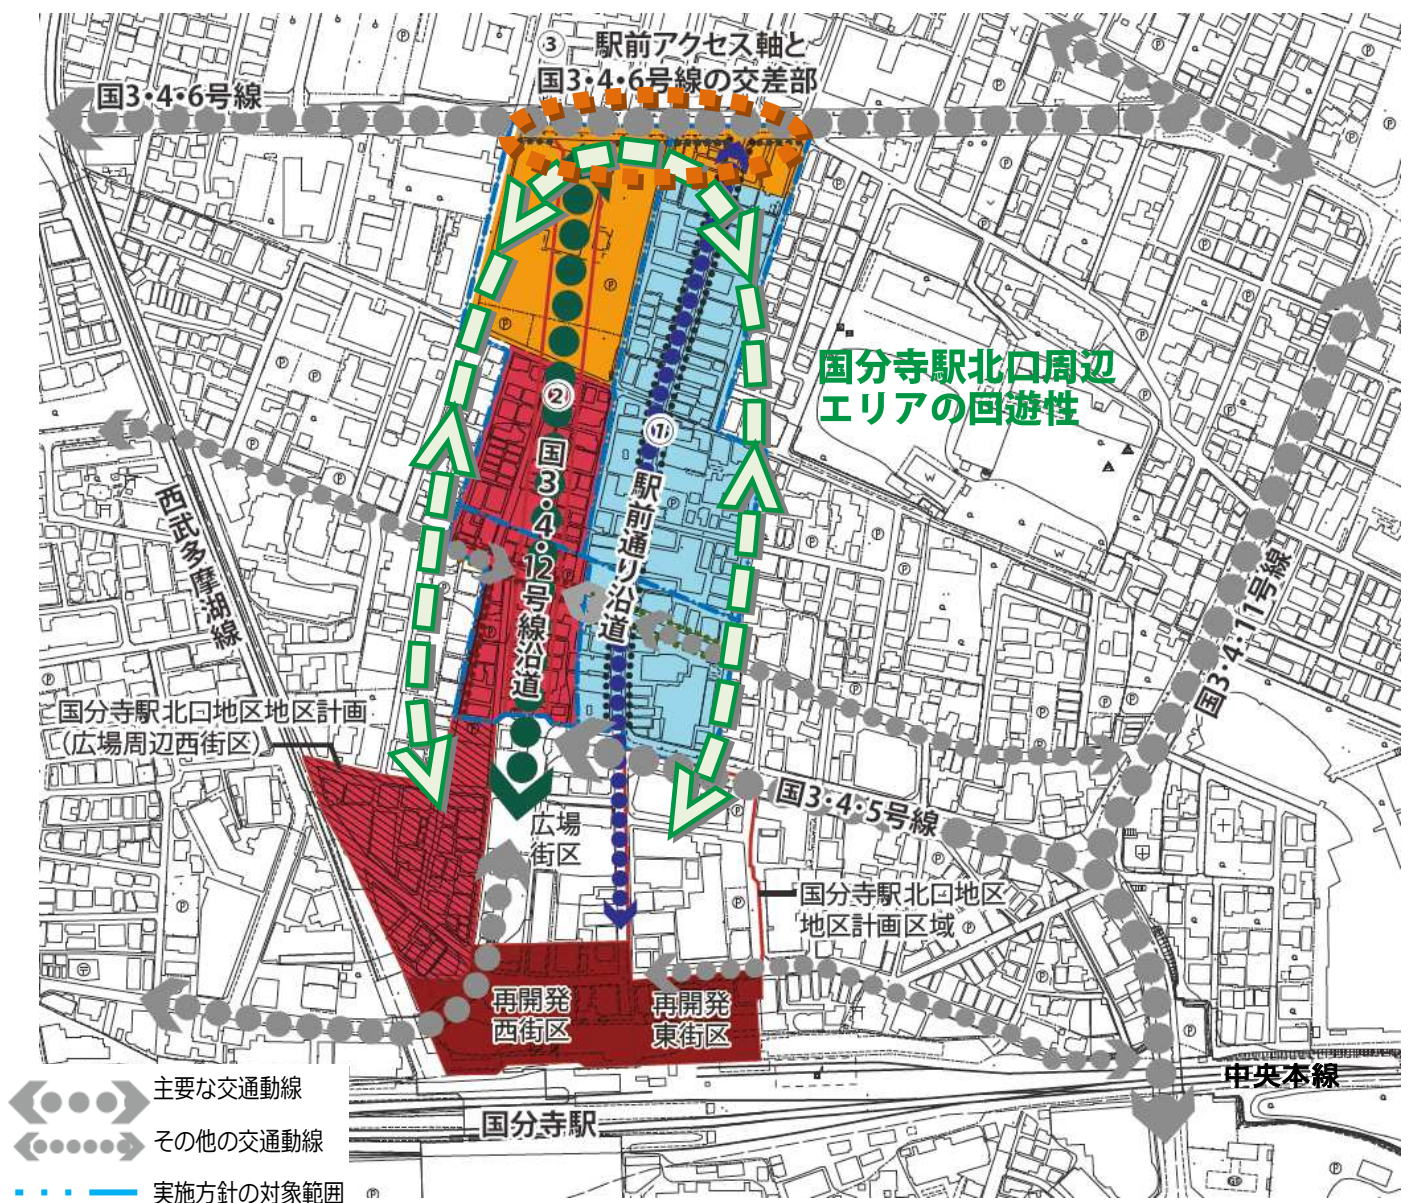 ③ 駅前アクセス軸と
国3・4・6号線の交差部
国3・4・6号線
国分寺駅北口周辺
エリアの回遊性
②
国3・4・12号線沿道
①
駅前通り沿道
西武多摩湖線
国3・4・11号線
国分寺駅北口地区地区計画
(広場周辺西街区)
国3・4・5号線
広場
街区
国分寺駅北口地区
地区計画区域
再開発
西街区
再開発
東街区
中央本線
国分寺駅
主要な交通動線
その他の交通動線
実施方針の対象範囲